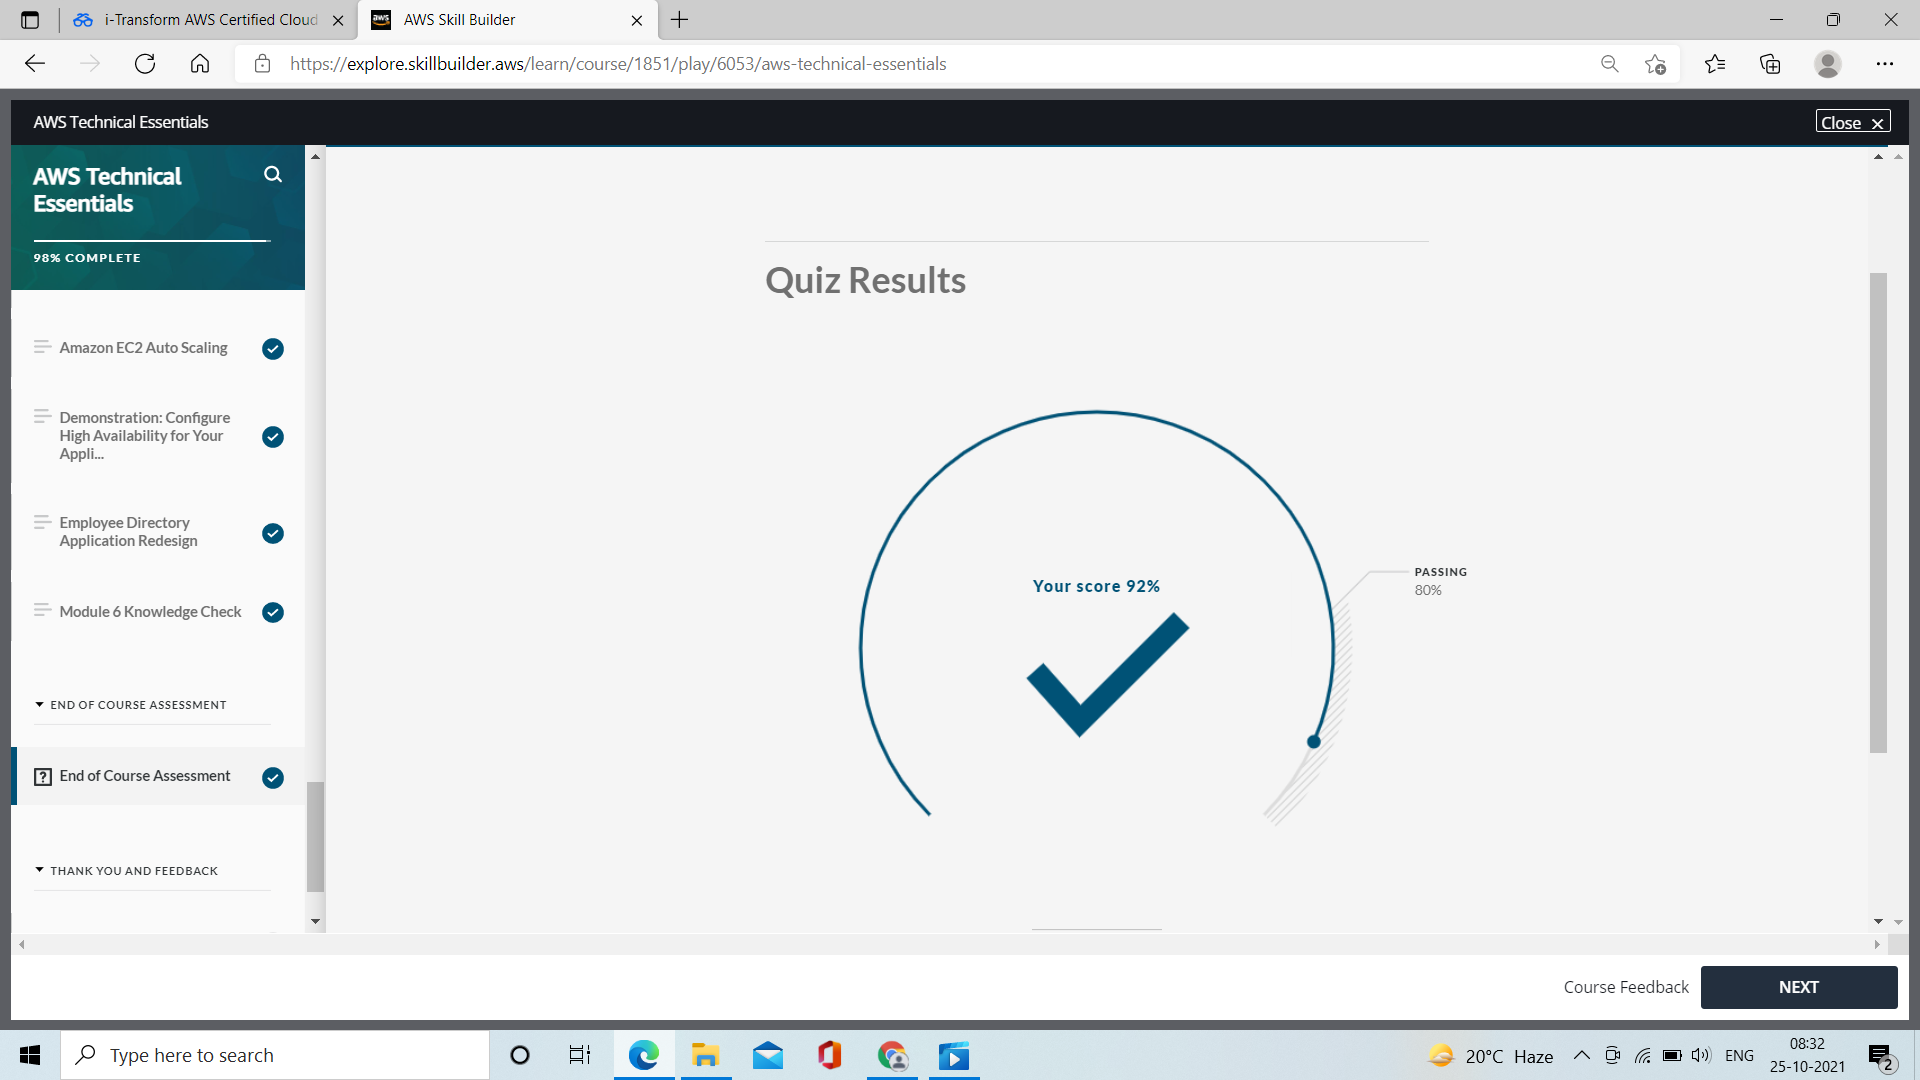 i-Transform AWS Certified Cloud
AWS Skill Builder
https://explore.skillbuilder.aws/learn/course/1851/play/6053/aws-technical-essentials
AWS Technical Essentials
Close
AWS Technical
Essentials
98% COMPLETE
Amazon EC2 Auto Scaling
Demonstration: Configure
High Availability for Your
Appli...
Employee Directory
Application Redesign
Module 6 Knowledge Check
END OF COURSE ASSESSMENT
End of Course Assessment
THANK YOU AND FEEDBACK
Quiz Results
Your score 92%
PASSING
80%
Course Feedback
NEXT
Type here to search
20°C Haze
ENG
08:32
25-10-2021
2